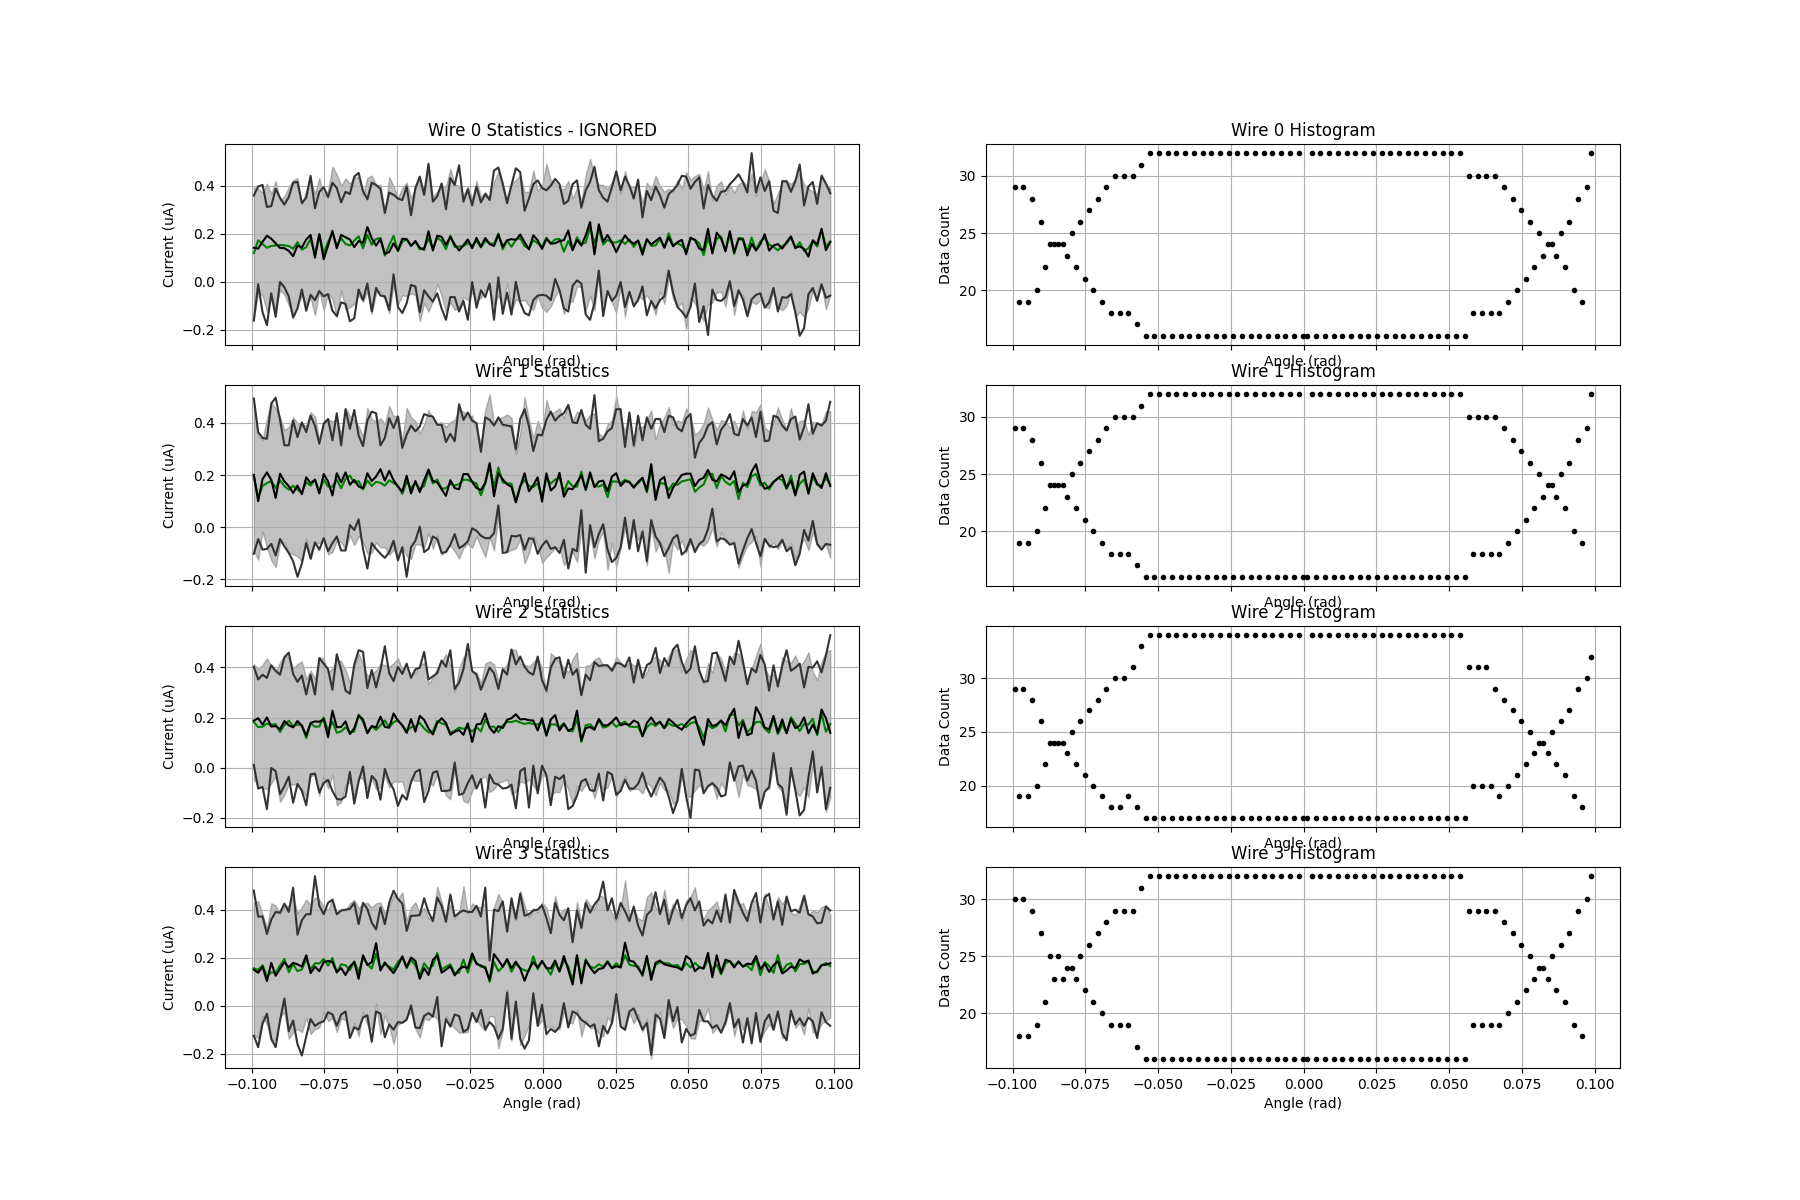 Wire 0 Statistics - IGNORED
Current (uA)
0.4
0.2
0.0
−0.2
Angle (rad)
Wire 0 Histogram
Data Count
30
25
20
Angle (rad)
Wire 1 Statistics
Current (uA)
0.4
0.2
0.0
−0.2
Angle (rad)
Wire 1 Histogram
Data Count
30
25
20
Angle (rad)
Wire 2 Statistics
Current (uA)
0.4
0.2
0.0
−0.2
Angle (rad)
Wire 2 Histogram
Data Count
30
25
20
Angle (rad)
Wire 3 Statistics
Current (uA)
0.4
0.2
0.0
−0.2
−0.100 −0.075 −0.050 −0.025 0.000 0.025 0.050 0.075 0.100
Angle (rad)
Wire 3 Histogram
Data Count
30
25
20
−0.100 −0.075 −0.050 −0.025 0.000 0.025 0.050 0.075 0.100
Angle (rad)